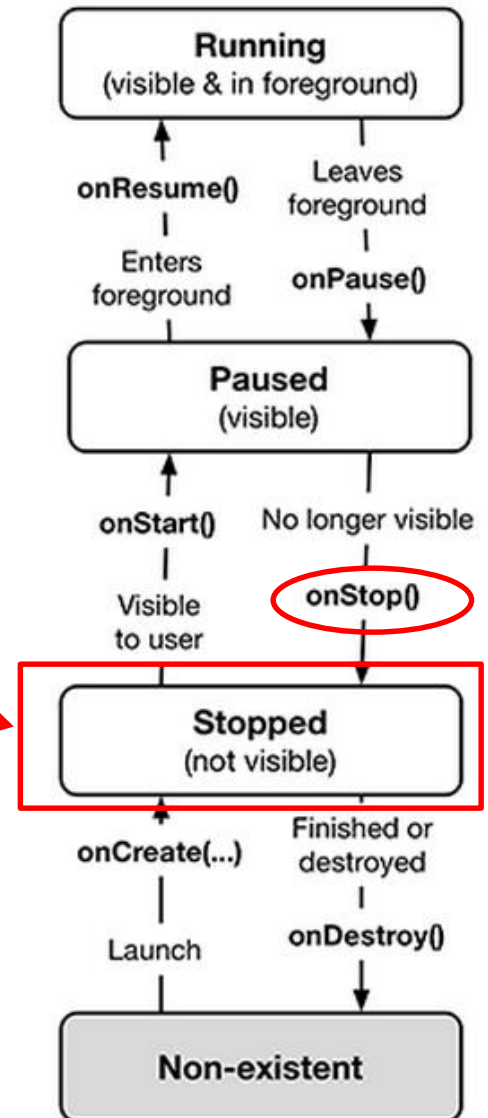 Running
(visible & in foreground)
onResume()
Enters
foreground
Leaves
foreground
onPause()
Paused
(visible)
onStart()
Visible
to user
No longer visible
onStop()
Stopped
(not visible)
onCreate(...)
Launch
Finished or
destroyed
onDestroy()
Non-existent